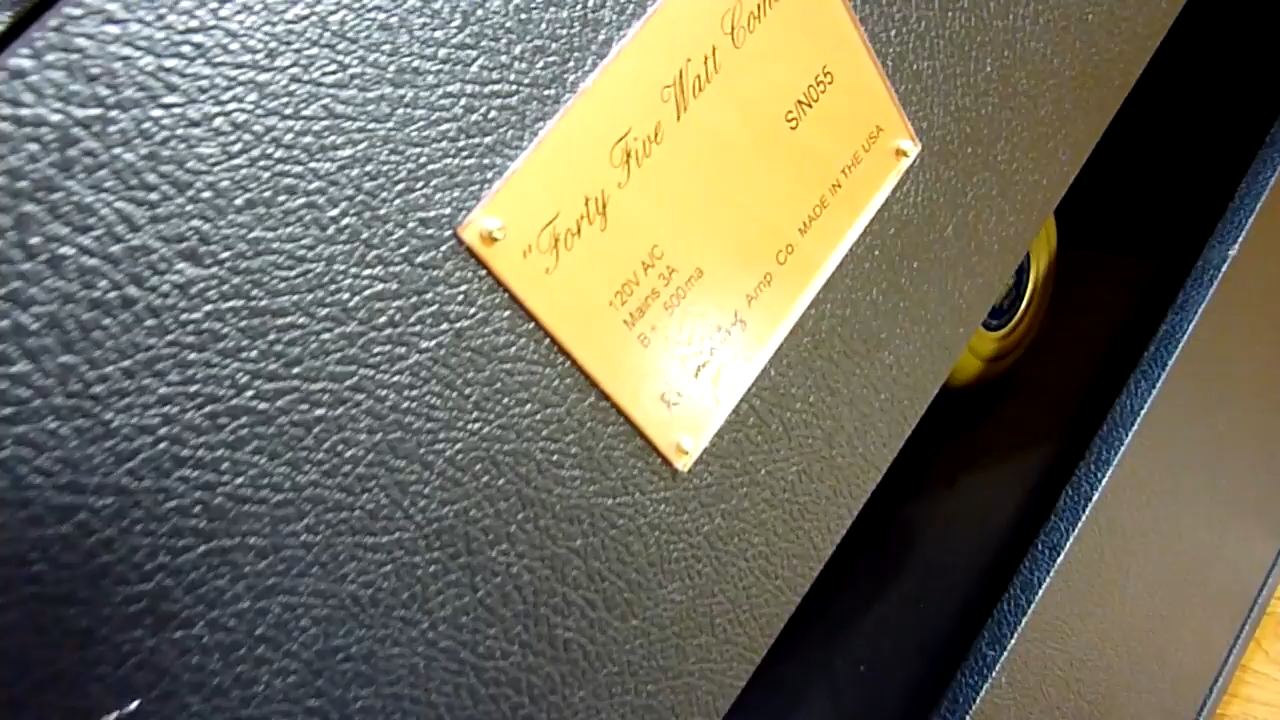 "Forty Five Watt
S/N055
120V A/C
Mains 3A
B+ 500ma
Amp Co. MADE IN THE USA